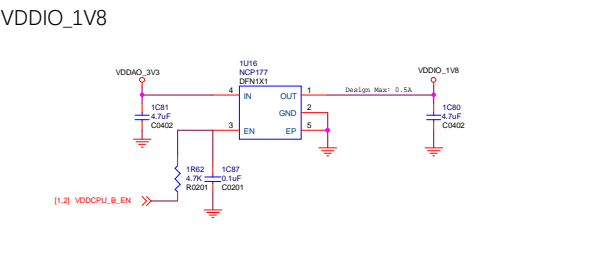 VDDIO_1V8
1U16
NCP177
DFN1X1
VDDAO_3V3
VDDIO_1V8
4 IN OUT 1 Design Max: 0.5A
GND 2
1C81
4.7uF
C0402
1C80
4.7uF
C0402
3 EN EP 5
1R62
4.7K
R0201
1C87
0.1uF
C0201
[1,2] VDDCPU_B_EN